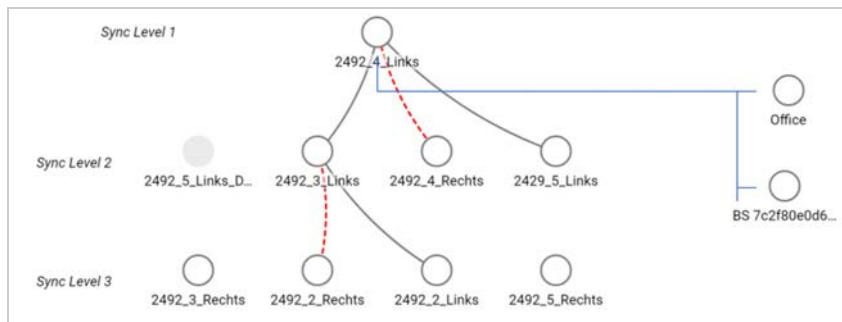 Sync Level 1
2492_4_Links
Office
Sync Level 2
2492_5_Links_D...
2492_3_Links
2492_4_Rechts
2429_5_Links
BS 7c2f80e0d6...
Sync Level 3
2492_3_Rechts
2492_2_Rechts
2492_2_Links
2492_5_Rechts